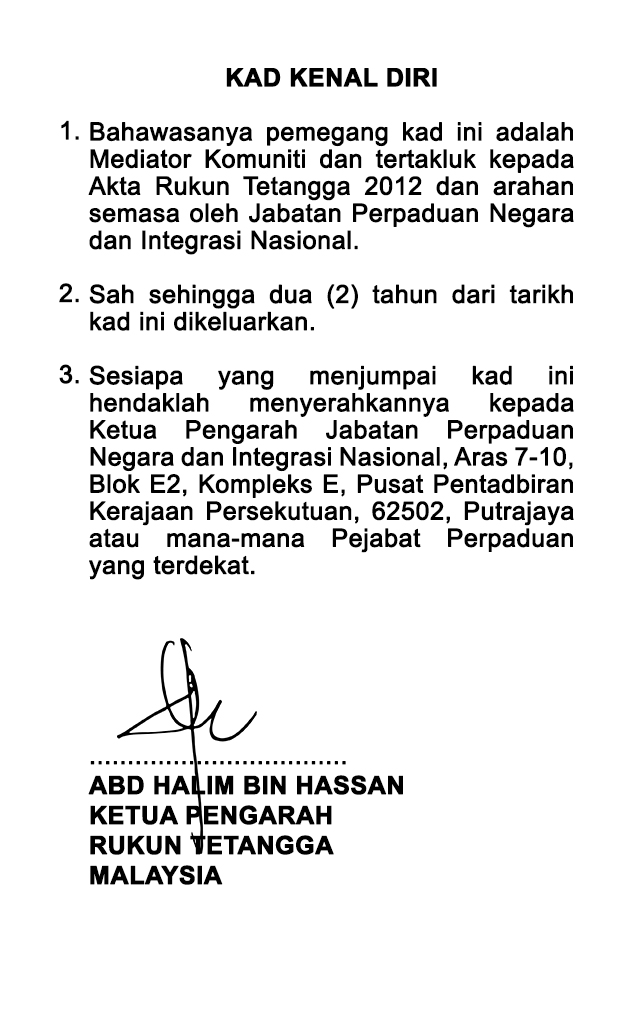 KAD KENAL DIRI
1. Bahawasanya pemegang kad ini adalah
Mediator Komuniti dan tertakluk kepada
Akta Rukun Tetangga 2012 dan arahan
semasa oleh Jabatan Perpaduan Negara
dan Integrasi Nasional.
2. Sah sehingga dua (2) tahun dari tarikh
kad ini dikeluarkan.
3. Sesiapa yang menjumpai kad ini
hendaklah menyerahkannya kepada
Ketua Pengarah Jabatan Perpaduan
Negara dan Integrasi Nasional, Aras 7-10,
Blok E2, Kompleks E, Pusat Pentadbiran
Kerajaan Persekutuan, 62502, Putrajaya
atau mana-mana Pejabat Perpaduan
yang terdekat.
..................................
ABD HALIM BIN HASSAN
KETUA PENGARAH
RUKUN TETANGGA
MALAYSIA